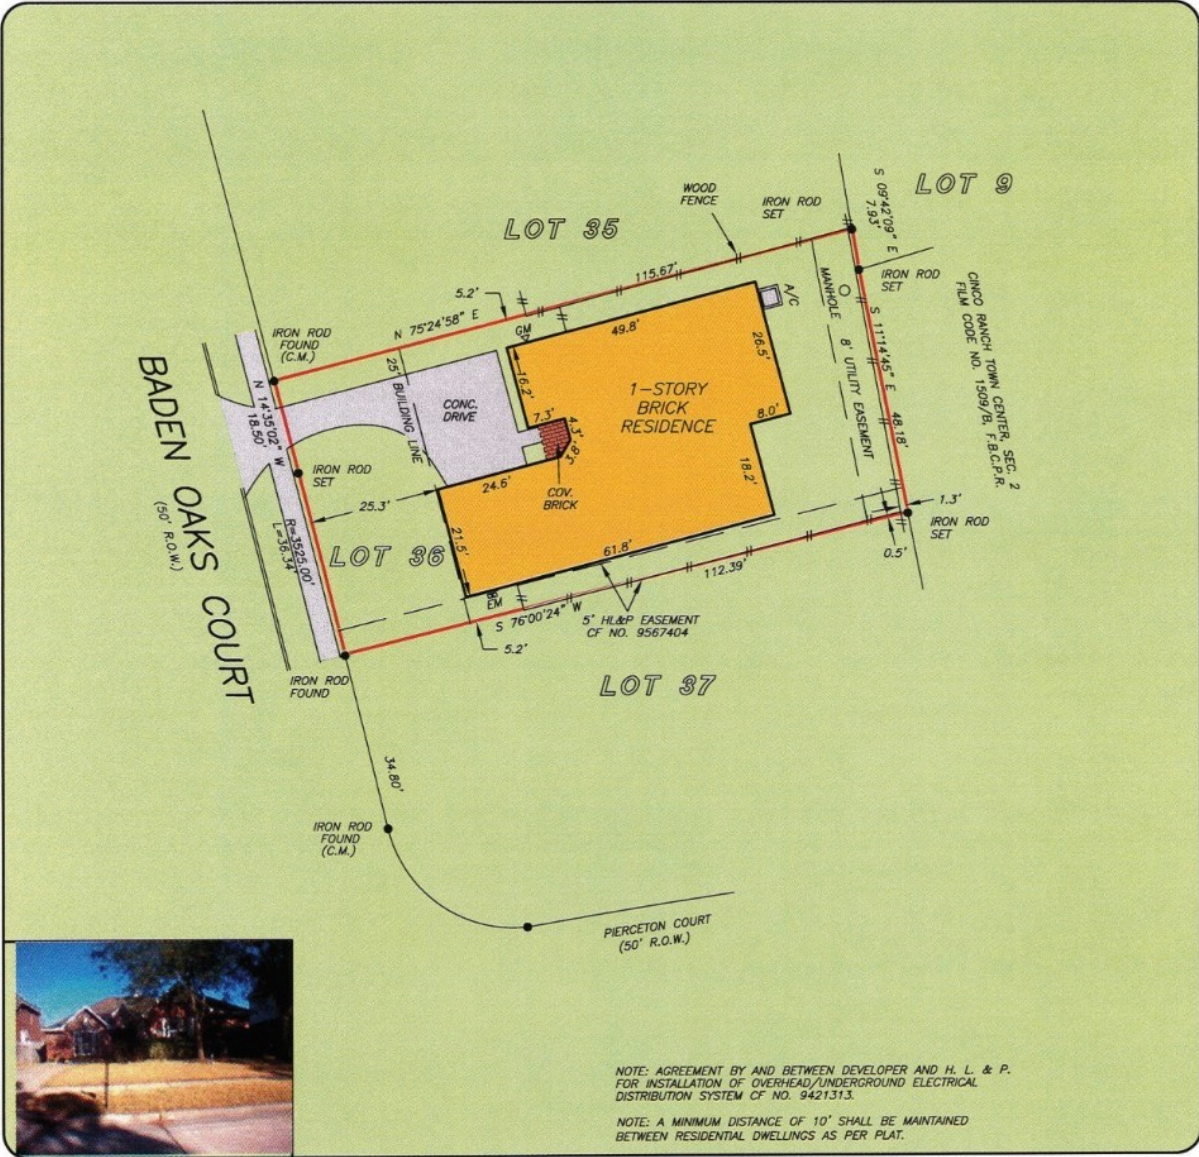 LOT 9
S 09°42'09" E
7.93'
WOOD
FENCE
IRON ROD
SET
LOT 35
115.67'
IRON ROD
SET
CINCO RANCH TOWN CENTER, SEC. 2
FILM CODE NO. 1509/B, F.B.C.P.R.
5.2'
N 75°24'58" E
GM
A/C
MANHOLE
8' UTILITY EASEMENT
S 11°14'45" E
48.18'
IRON ROD
FOUND
(C.M.)
49.8'
26.5'
16.2'
25' BUILDING LINE
CONC.
DRIVE
1-STORY
BRICK
RESIDENCE
7.3'
4.3'
3.8'
8.0'
18.2'
BADEN OAKS COURT
(50' R.O.W.)
N 14°35'02" W
18.50'
IRON ROD
SET
24.6'
COV.
BRICK
25.3'
1.3'
IRON ROD
SET
0.5'
R=3525.00'
L=36.34'
LOT 36
21.5'
61.8'
112.39'
EM
S 76°00'24" W
5' HL&P EASEMENT
CF NO. 9567404
5.2'
IRON ROD
FOUND
LOT 37
34.80'
IRON ROD
FOUND
(C.M.)
PIERCETON COURT
(50' R.O.W.)
NOTE: AGREEMENT BY AND BETWEEN DEVELOPER AND H. L. & P.
FOR INSTALLATION OF OVERHEAD/UNDERGROUND ELECTRICAL
DISTRIBUTION SYSTEM CF NO. 9421313.
NOTE: A MINIMUM DISTANCE OF 10' SHALL BE MAINTAINED
BETWEEN RESIDENTIAL DWELLINGS AS PER PLAT.